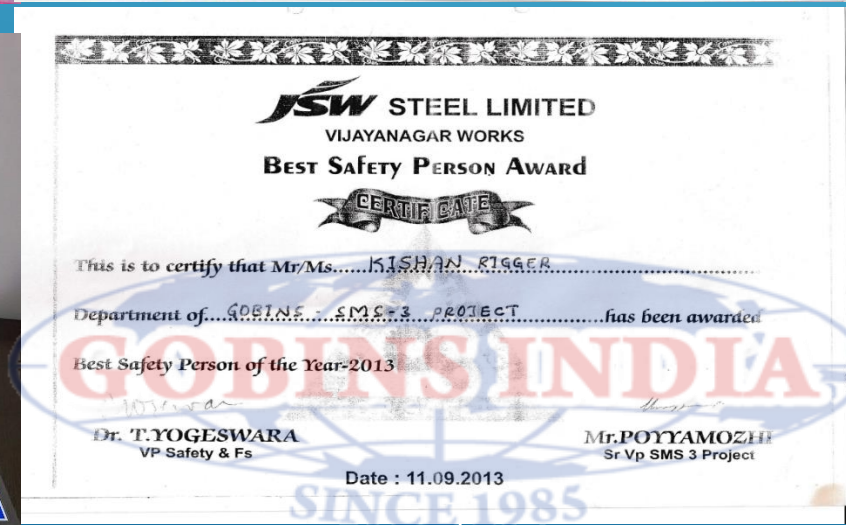 JSW STEEL LIMITED
VIJAYANAGAR WORKS
BEST SAFETY PERSON AWARD
CERTIFICATE
This is to certify that Mr/Ms.....KISHAN RIGGER..........
Department of....GOBINS - SMS-3 PROJECT..........has been awarded
Best Safety Person of the Year-2013
GOBINS INDIA
Dr. T.YOGESWARA
VP Safety & Fs
Mr.POYYAMOZHI
Sr Vp SMS 3 Project
Date : 11.09.2013
SINCE 1985